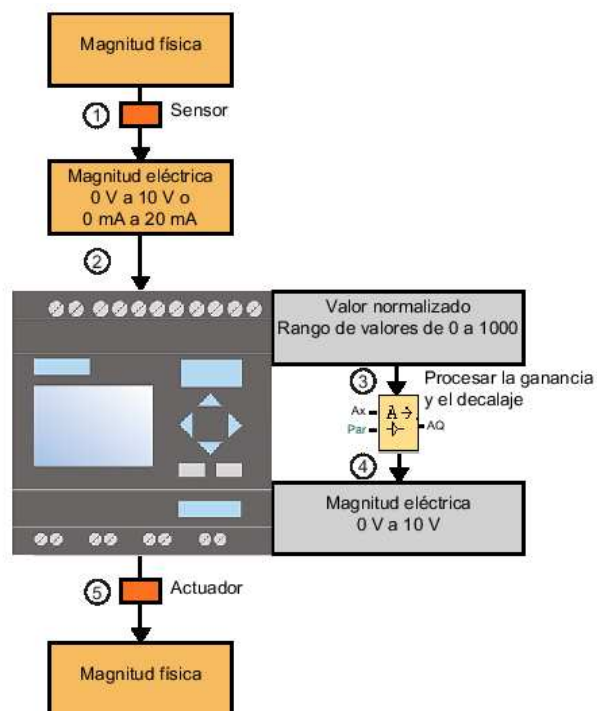 Magnitud física
1
Sensor
Magnitud eléctrica
0 V a 10 V o
0 mA a 20 mA
2
Valor normalizado
Rango de valores de 0 a 1000
3
Procesar la ganancia
y el decalaje
Ax
A→
Par
AQ
4
Magnitud eléctrica
0 V a 10 V
5
Actuador
Magnitud física